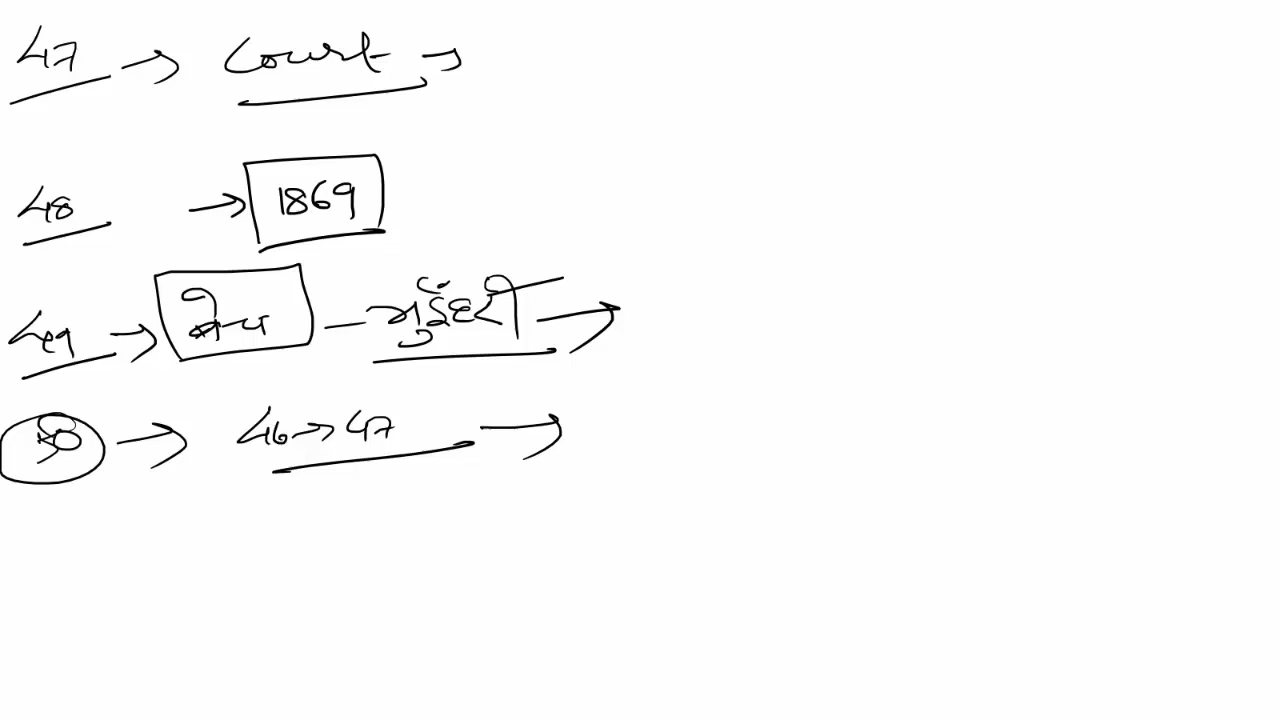 47 → Court →
48 → 1869
49 → —
50 → 46 → 47 →